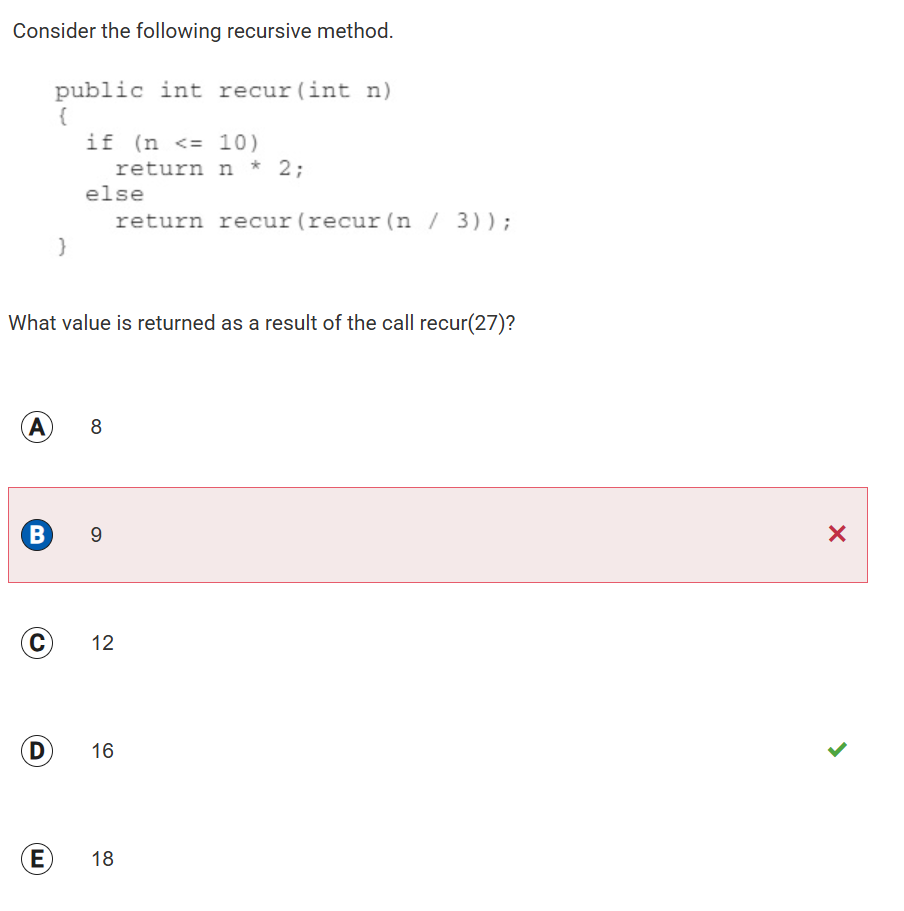 Consider the following recursive method.
public int recur(int n)
{
if (n <= 10)
return n * 2;
else
return recur(recur(n / 3));
}
What value is returned as a result of the call recur(27)?
A 8
B 9
C 12
D 16
E 18